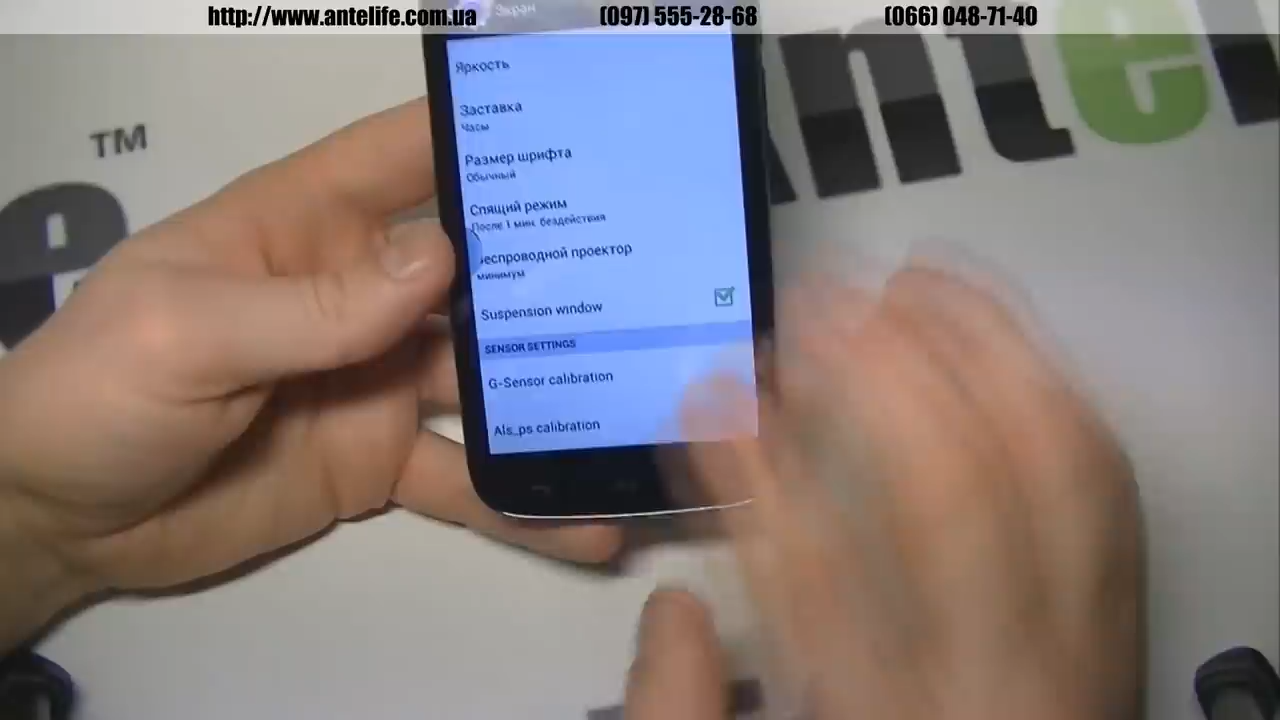 http://www.antelife.com.ua (097) 555-28-68 (066) 048-71-40
Экран
TM
Яркость
Заставка
Часы
Размер шрифта
Обычный
Спящий режим
После 1 мин. бездействия
проектор
минимум
Suspension window
SENSOR SETTINGS
G-Sensor calibration
Als_ps calibration